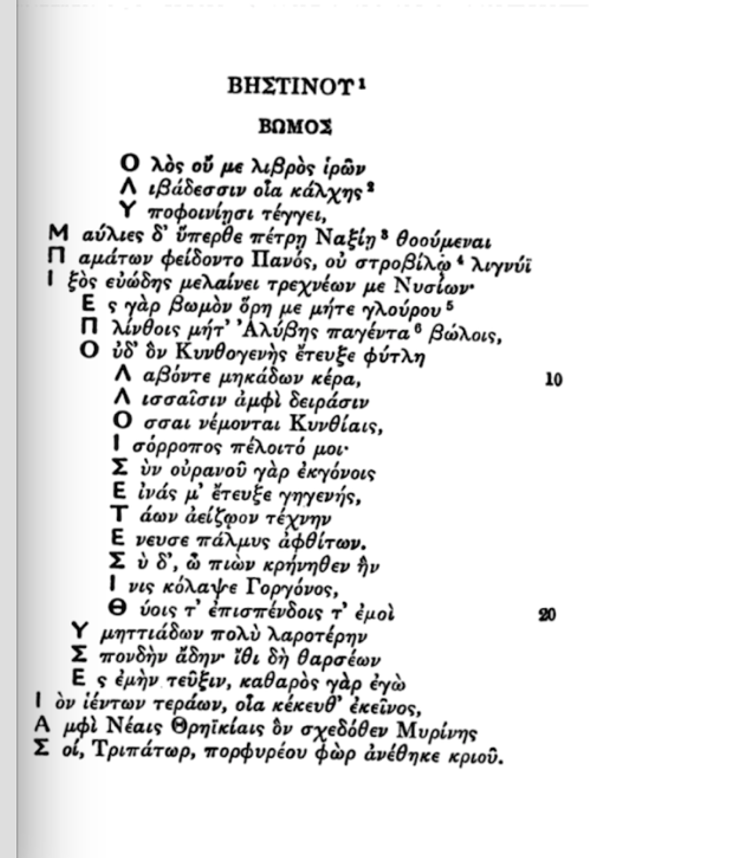 ΒΗΣΤΙΝΟΥ¹
ΒΩΜΟΣ
Ο λὸς οὔ με λιβρὸς ἱρῶν
Λ ιβάδεσσιν οἷα κάλχης²
Υ ποφοινίῃσι τέγγει,
Μ αύλιες δ' ὕπερθε πέτρῃ Ναξίῃ³ θοούμεναι
Π αμάτων φείδοντο Πανός, οὐ στροβίλῳ⁴ λιγνύϊ
Ι ξὸς εὐώδης μελαίνει τρεχνέων με Νυσίων·
Ε ς γὰρ βωμὸν ὅρη με μήτε γλούρου⁵
Π λίνθοις μήτ' Ἀλύβης παγέντα⁶ βώλοις,
Ο ὐδ' ὃν Κυνθογενὴς ἔτευξε φύτλη
Λ αβόντε μηκάδων κέρα, 10
Λ ισσαῖσιν ἀμφὶ δειράσιν
Ο σσαι νέμονται Κυνθίαις,
Ι σόρροπος πέλοιτό μοι·
Σ ὺν οὐρανοῦ γὰρ ἐκγόνοις
Ε ἰνάς μ' ἔτευξε γηγενής,
Τ άων ἀείζῳον τέχνην
Ε νευσε πάλμυς ἀφθίτων.
Σ ὺ δ', ὦ πιὼν κρήνηθεν ἣν
Ι νις κόλαψε Γοργόνος,
Θ ύοις τ' ἐπισπένδοις τ' ἐμοὶ 20
Υ μηττιάδων πολὺ λαροτέρην
Σ πονδὴν ἄδην· ἴθι δὴ θαρσέων
Ε ς ἐμὴν τεῦξιν, καθαρὸς γὰρ ἐγὼ
Ι ὸν ἱέντων τεράων, οἷα κέκευθ' ἐκεῖνος,
Α μφὶ Νέαις Θρηϊκίαις ὃν σχεδόθεν Μυρίνης
Σ οί, Τριπάτωρ, πορφυρέου φὼρ ἀνέθηκε κριοῦ.